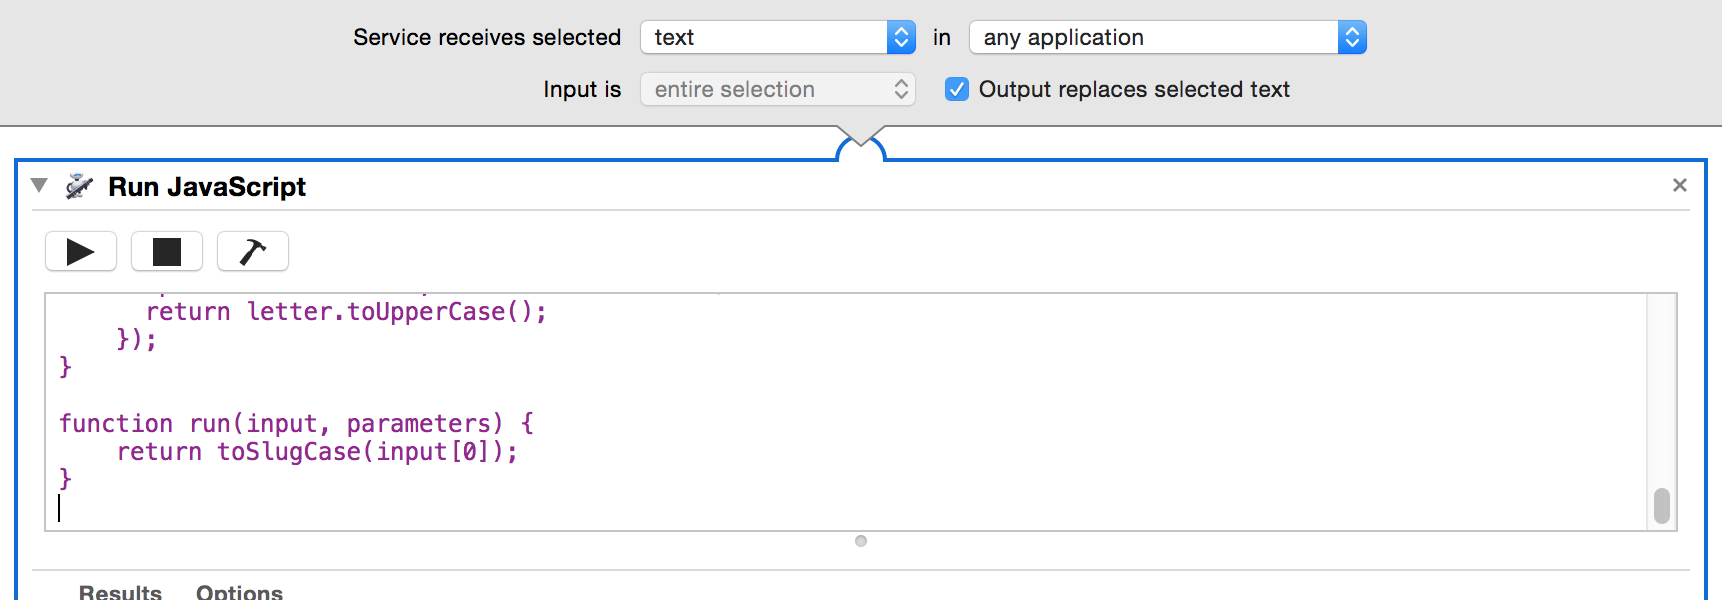 Service receives selected text in any application
Input is entire selection Output replaces selected text
Run JavaScript
return letter.toUpperCase();
});
}
function run(input, parameters) {
return toSlugCase(input[0]);
}
Results Options